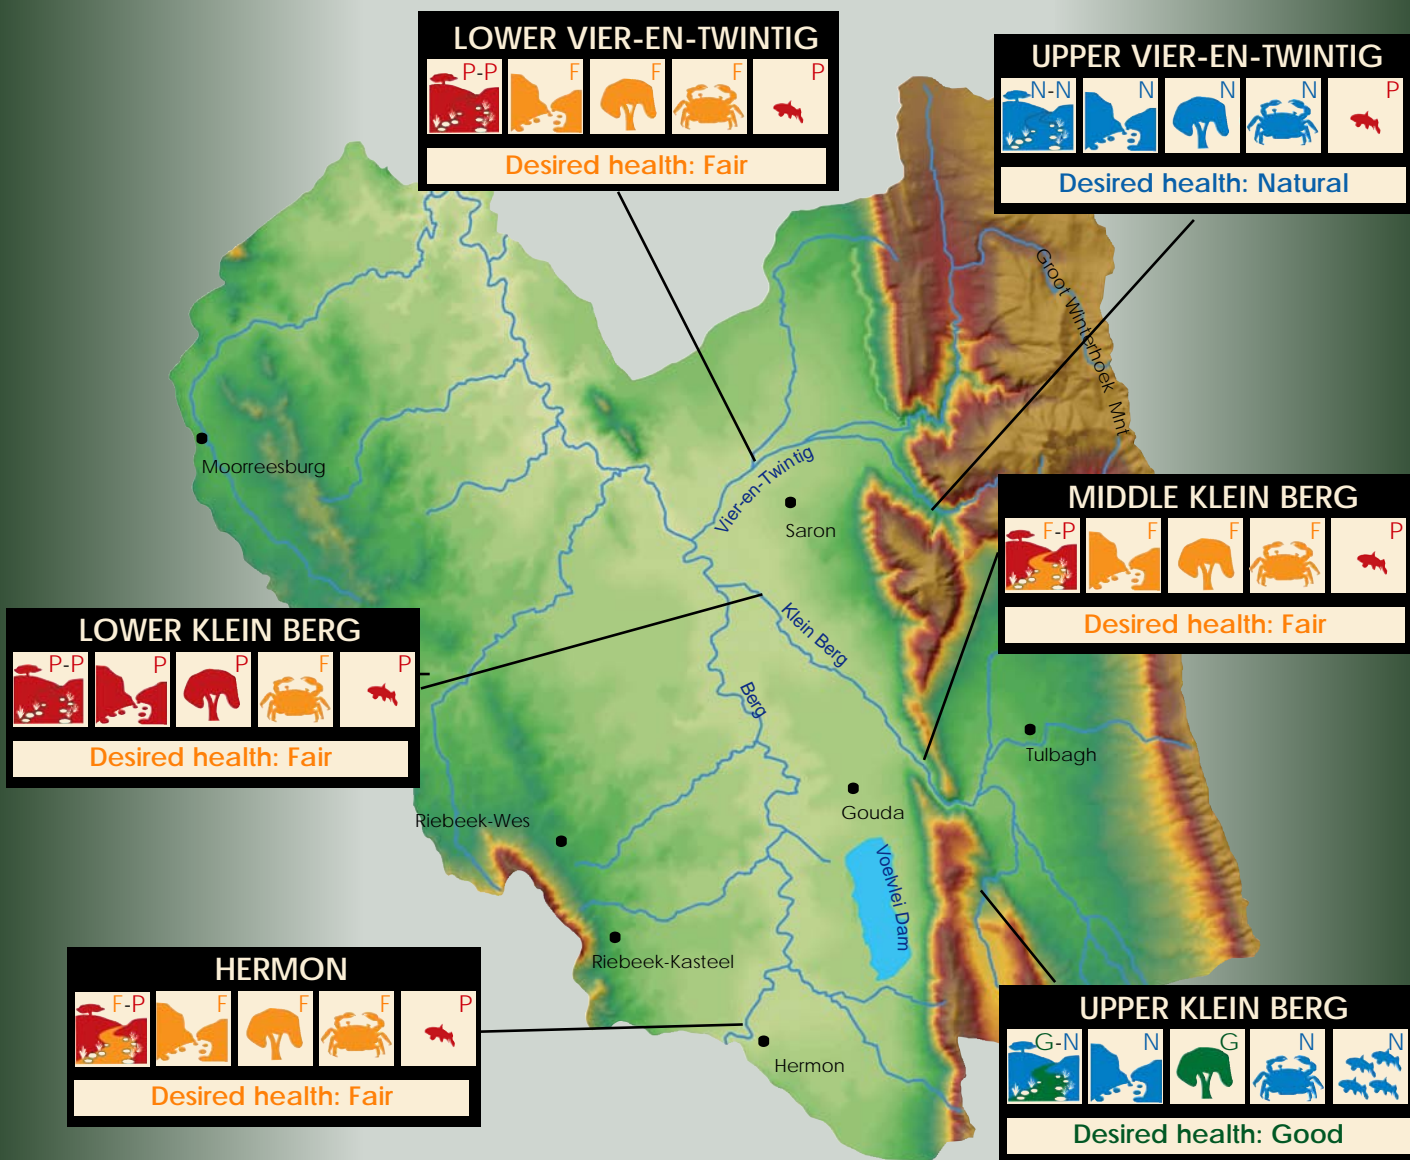 LOWER VIER-EN-TWINTIG
P-P F F F P
Desired health: Fair
UPPER VIER-EN-TWINTIG
N-N N N N P
Desired health: Natural
Groot Winterhoek Mnt
Moorreesburg
Vier-en-Twintig
Saron
MIDDLE KLEIN BERG
F-P F F F P
Desired health: Fair
LOWER KLEIN BERG
P-P P P F P
Desired health: Fair
Klein Berg
Berg
Tulbagh
Gouda
Riebeek-Wes
Voelvlei Dam
Riebeek-Kasteel
HERMON
F-P F F F P
Desired health: Fair
Hermon
UPPER KLEIN BERG
G-N N G N N
Desired health: Good